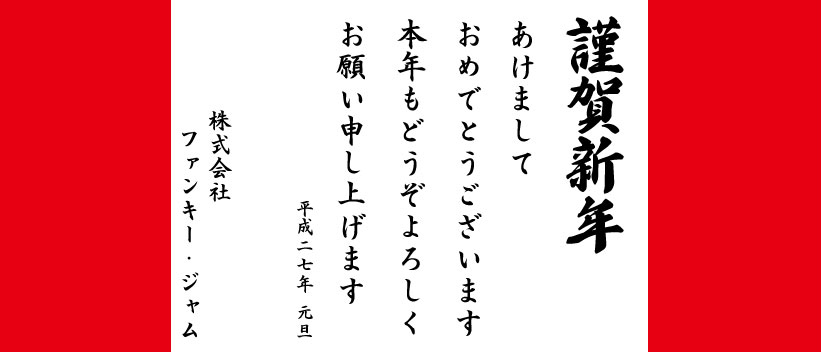 謹賀新年
あけまして
おめでとうございます
本年もどうぞよろしく
お願い申し上げます
平成二七年 元旦
株式会社
ファンキー・ジャム